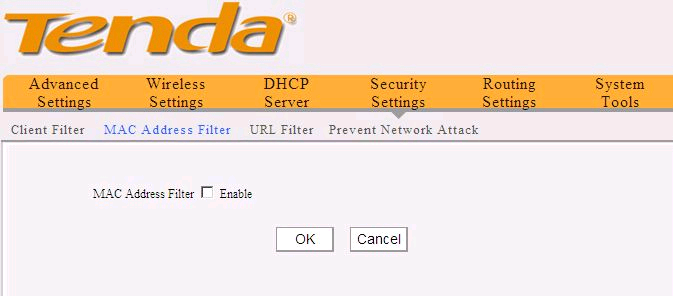 Tenda®
Advanced Settings
Wireless Settings
DHCP Server
Security Settings
Routing Settings
System Tools
Client Filter MAC Address Filter URL Filter Prevent Network Attack
MAC Address Filter Enable
OK Cancel